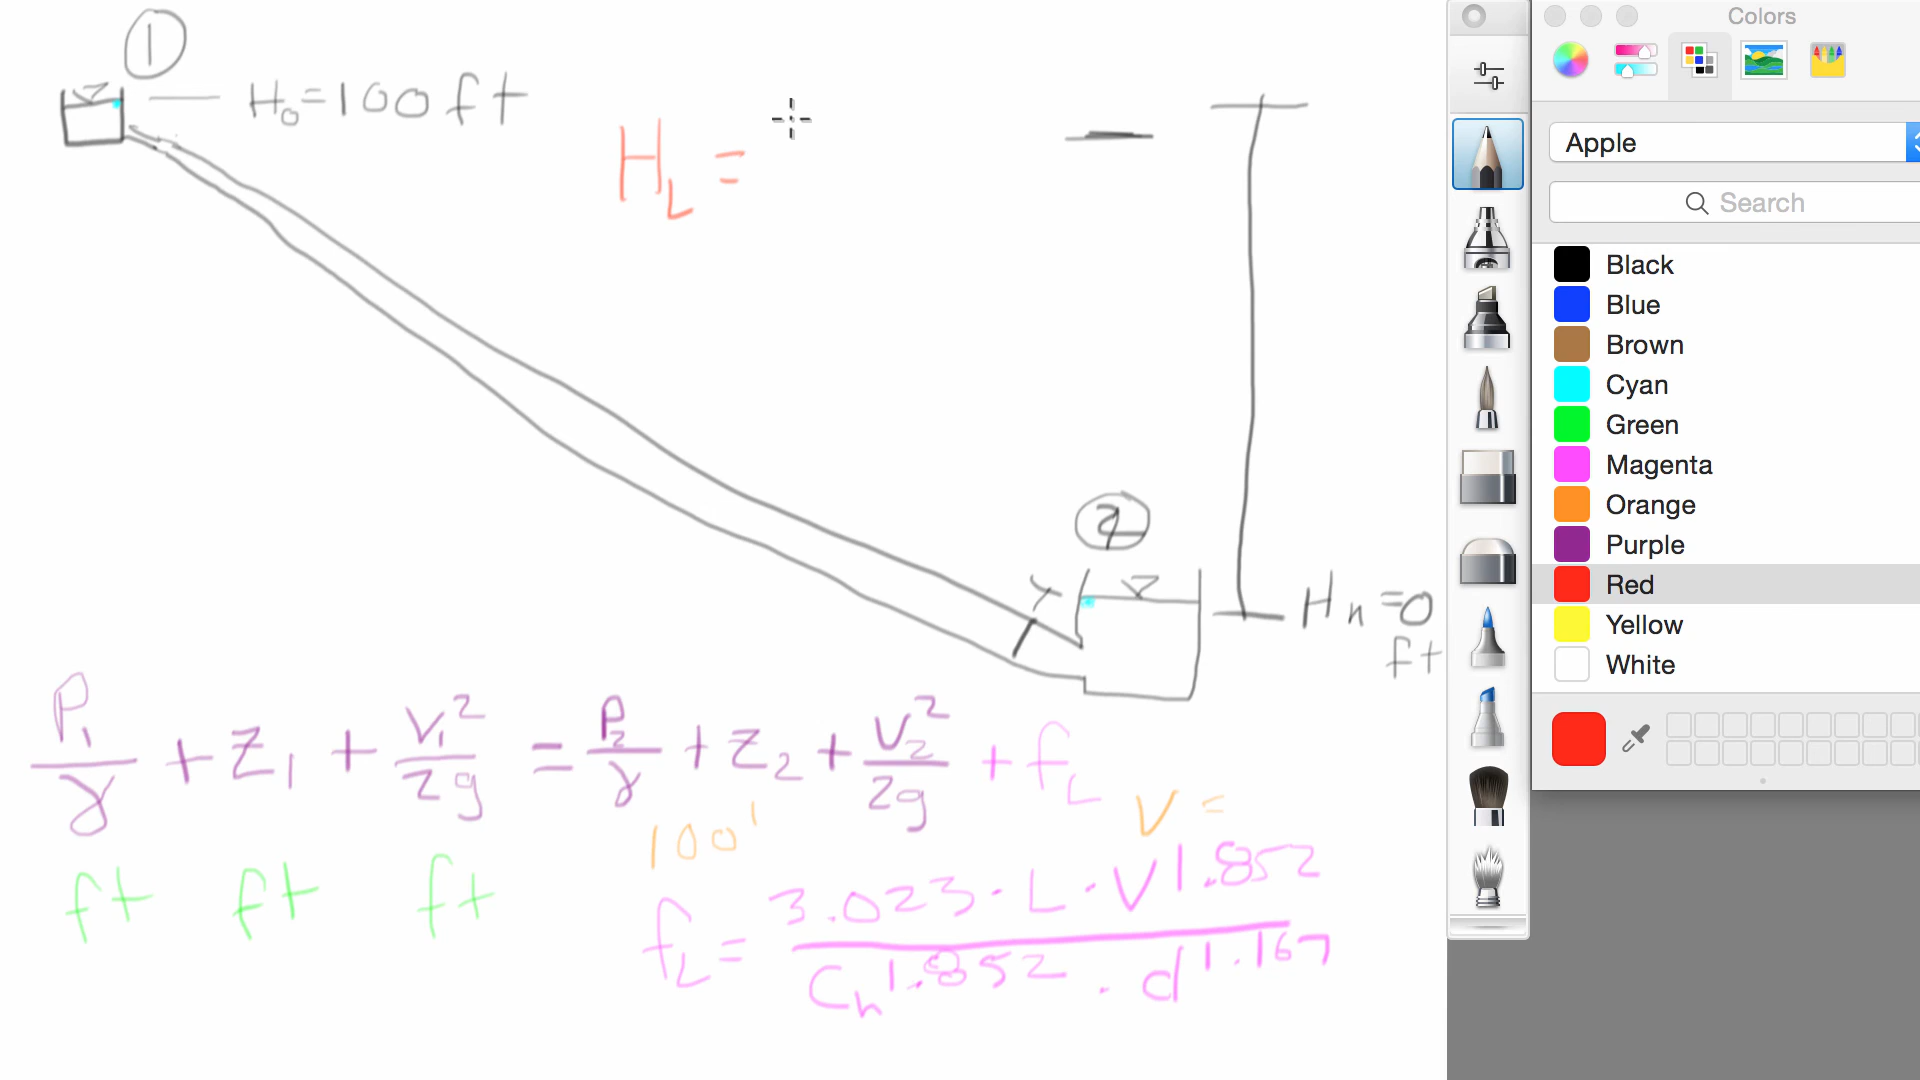 1
H₀ = 100 ft
H_L =
2
Hₙ = 0
ft
P₁/γ + Z₁ + V₁²/2g = P₂/γ + Z₂ + V₂²/2g + f_L
100'
V =
ft ft ft
f_L = 3.023 · L · V^1.852 / C_h^1.852 · d^1.167
Colors
Apple
Search
Black
Blue
Brown
Cyan
Green
Magenta
Orange
Purple
Red
Yellow
White